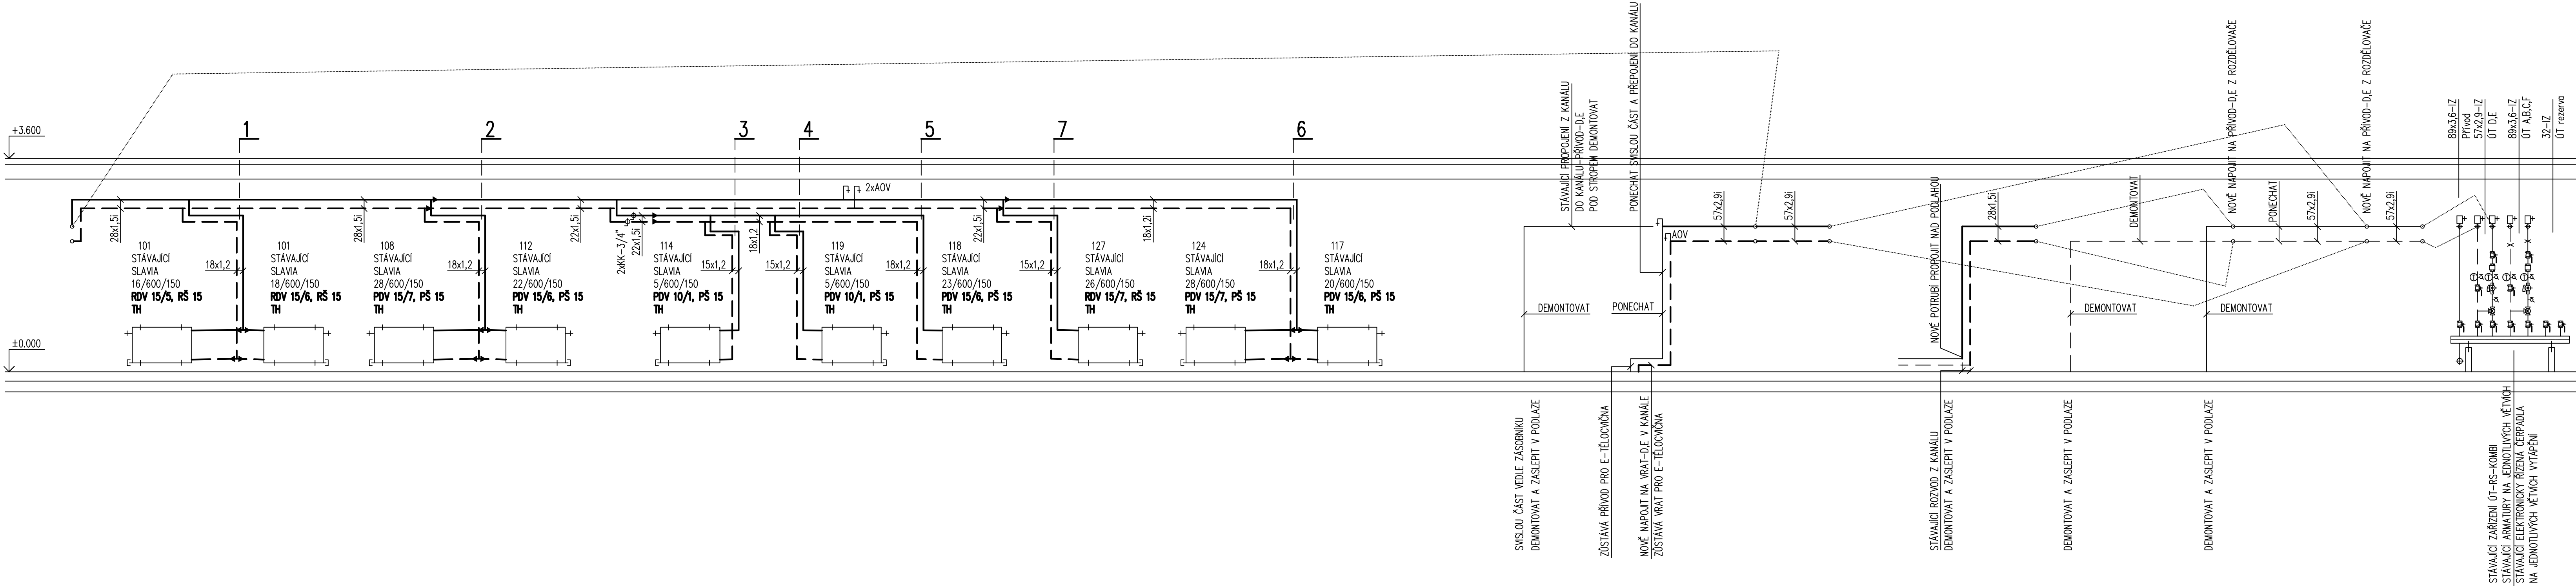 +3.600
±0.000
1
2
3
4
5
7
6
28x1,5i
28x1,5i
22x1,5i
2xKK-3/4"
22x1,5i
18x1,2
2xAOV
22x1,5i
18x1,2i
101
STÁVAJÍCÍ
SLAVIA
16/600/150
RDV 15/5, RŠ 15
TH
18x1,2
101
STÁVAJÍCÍ
SLAVIA
18/600/150
RDV 15/6, RŠ 15
TH
108
STÁVAJÍCÍ
SLAVIA
28/600/150
PDV 15/7, PŠ 15
TH
18x1,2
112
STÁVAJÍCÍ
SLAVIA
22/600/150
PDV 15/6, PŠ 15
TH
114
STÁVAJÍCÍ
SLAVIA
5/600/150
PDV 10/1, PŠ 15
TH
15x1,2
15x1,2
119
STÁVAJÍCÍ
SLAVIA
5/600/150
PDV 10/1, PŠ 15
TH
18x1,2
118
STÁVAJÍCÍ
SLAVIA
23/600/150
PDV 15/6, PŠ 15
TH
15x1,2
127
STÁVAJÍCÍ
SLAVIA
26/600/150
RDV 15/7, RŠ 15
TH
124
STÁVAJÍCÍ
SLAVIA
28/600/150
PDV 15/7, PŠ 15
TH
18x1,2
117
STÁVAJÍCÍ
SLAVIA
20/600/150
PDV 15/6, PŠ 15
TH
STÁVAJÍCÍ PROPOJENÍ Z KANÁLU
DO KANÁLU-PŘÍVOD-D,E
POD STROPEM DEMONTOVAT
PONECHAT SVISLOU ČÁST A PŘEPOJENÍ DO KANÁLU
AOV
57x2,9i
57x2,9i
DEMONTOVAT
PONECHAT
SVISLOU ČÁST VEDLE ZÁSOBNÍKU
DEMONTOVAT A ZASLEPIT V PODLAZE
ZŮSTÁVÁ PŘÍVOD PRO E-TĚLOCVIČNA
NOVĚ NAPOJIT NA VRAT-D,E V KANÁLE
ZŮSTÁVÁ VRAT PRO E-TĚLOCVIČNA
NOVÉ POTRUBÍ PROPOJIT NAD PODLAHOU
28x1,5i
STÁVAJÍCÍ ROZVOD Z KANÁLU
DEMONTOVAT A ZASLEPIT V PODLAZE
DEMONTOVAT
DEMONTOVAT
DEMONTOVAT A ZASLEPIT V PODLAZE
NOVĚ NAPOJIT NA PŘÍVOD-D,E Z ROZDĚLOVAČE
PONECHAT
57x2,9i
DEMONTOVAT
DEMONTOVAT A ZASLEPIT V PODLAZE
NOVĚ NAPOJIT NA PŘÍVOD-D,E Z ROZDĚLOVAČE
57x2,9i
89x3,6-IZ
Přívod
57x2,9-IZ
ÚT D,E
89x3,6-IZ
ÚT A,B,C,F
32-IZ
ÚT rezerva
STÁVAJÍCÍ ZAŘÍZENÍ ÚT-RS-KOMBI
STÁVAJÍCÍ ARMATURY NA JEDNOTLIVÝCH VĚTVÍCH
STÁVAJÍCÍ ELEKTRONICKY ŘÍZENÁ ČERPADLA
NA JEDNOTLIVÝCH VĚTVÍCH VYTÁPĚNÍ